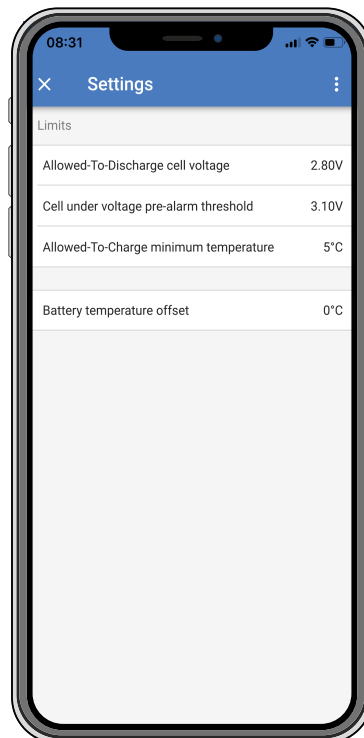 08:31
Settings
Limits
Allowed-To-Discharge cell voltage 2.80V
Cell under voltage pre-alarm threshold 3.10V
Allowed-To-Charge minimum temperature 5°C
Battery temperature offset 0°C